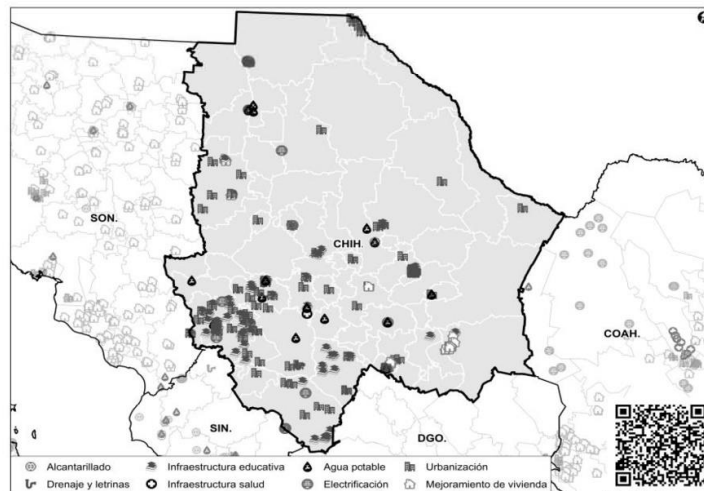 SON.
CHIH.
COAH.
SIN.
DGO.
Alcantarillado
Infraestructura educativa
Agua potable
Urbanización
Drenaje y letrinas
Infraestructura salud
Electrificación
Mejoramiento de vivienda